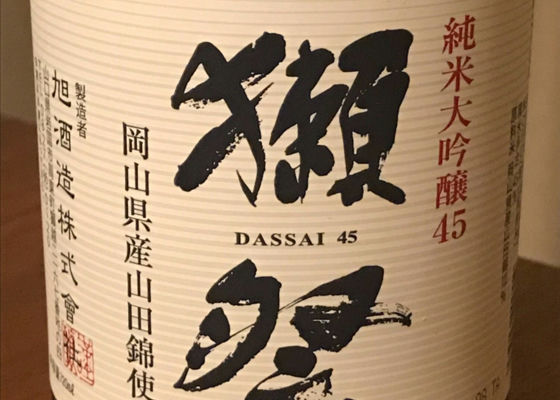 純米大吟醸45
獺祭
DASSAI 45
岡山県産山田錦使
製造者
旭酒造株式會